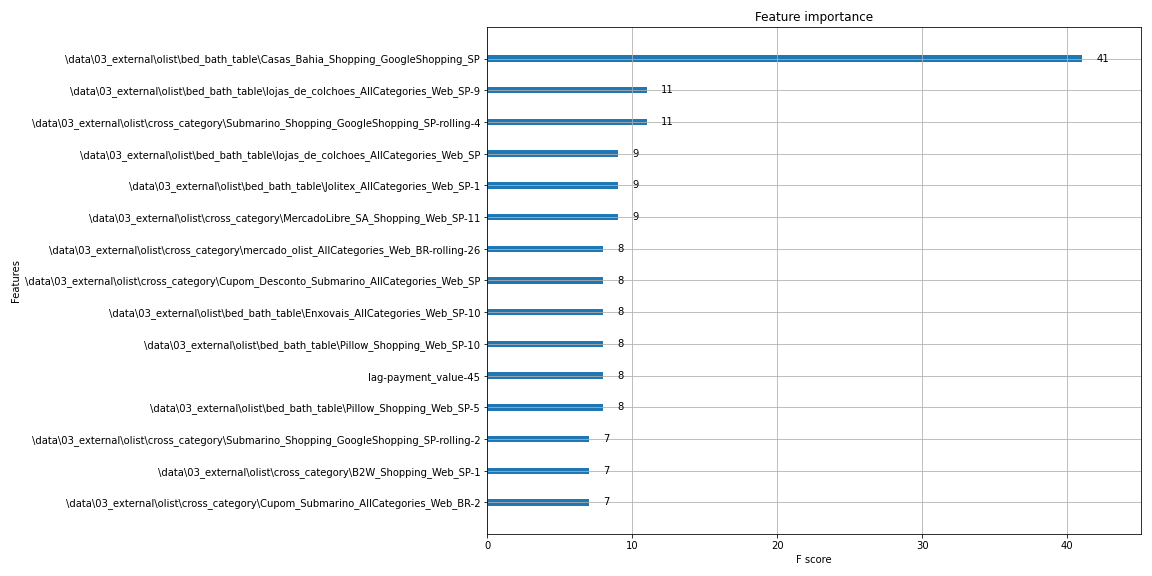 Feature importance
\data\03_external\olist\bed_bath_table\Casas_Bahia_Shopping_GoogleShopping_SP
41
\data\03_external\olist\bed_bath_table\lojas_de_colchoes_AllCategories_Web_SP-9
11
\data\03_external\olist\cross_category\Submarino_Shopping_GoogleShopping_SP-rolling-4
11
\data\03_external\olist\bed_bath_table\lojas_de_colchoes_AllCategories_Web_SP
9
\data\03_external\olist\bed_bath_table\Jolitex_AllCategories_Web_SP-1
9
\data\03_external\olist\cross_category\MercadoLibre_SA_Shopping_Web_SP-11
9
\data\03_external\olist\cross_category\mercado_olist_AllCategories_Web_BR-rolling-26
8
\data\03_external\olist\cross_category\Cupom_Desconto_Submarino_AllCategories_Web_SP
8
\data\03_external\olist\bed_bath_table\Enxovais_AllCategories_Web_SP-10
8
\data\03_external\olist\bed_bath_table\Pillow_Shopping_Web_SP-10
8
lag-payment_value-45
8
\data\03_external\olist\bed_bath_table\Pillow_Shopping_Web_SP-5
8
\data\03_external\olist\cross_category\Submarino_Shopping_GoogleShopping_SP-rolling-2
7
\data\03_external\olist\cross_category\B2W_Shopping_Web_SP-1
7
\data\03_external\olist\cross_category\Cupom_Submarino_AllCategories_Web_BR-2
7
Features
0 10 20 30 40
F score